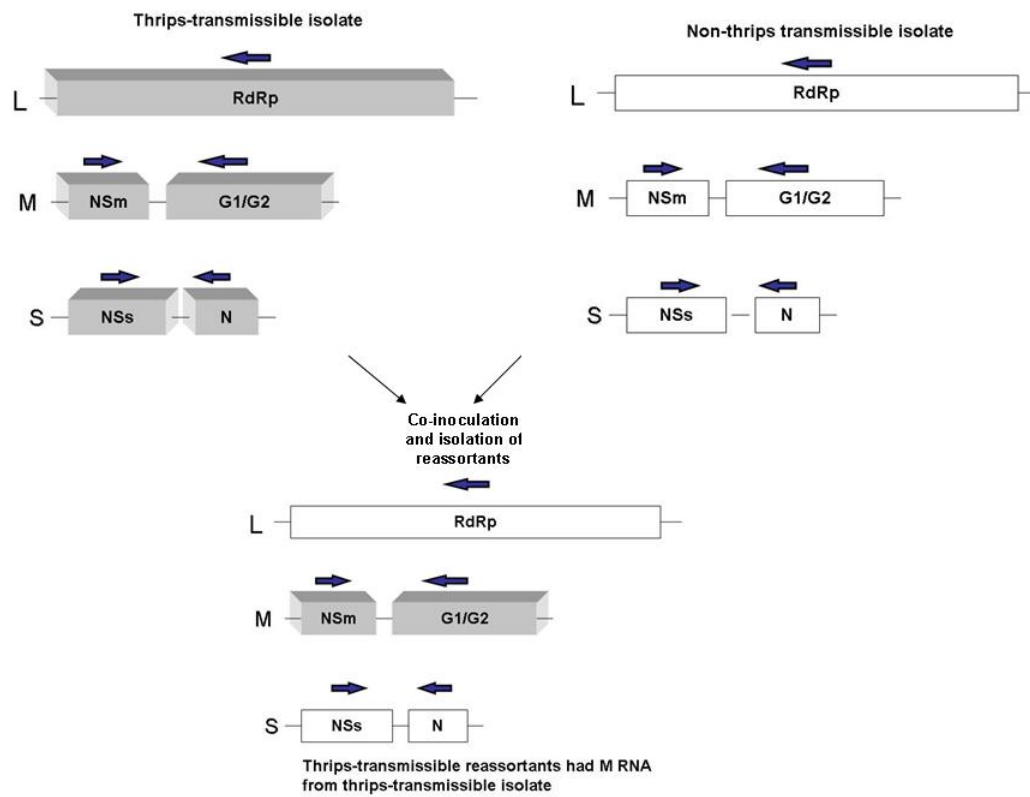 Thrips-transmissible isolate
L
RdRp
M
NSm
G1/G2
S
NSs
N
Non-thrips transmissible isolate
L
RdRp
M
NSm
G1/G2
S
NSs
N
Co-inoculation
and isolation of
reassortants
L
RdRp
M
NSm
G1/G2
S
NSs
N
Thrips-transmissible reassortants had M RNA
from thrips-transmissible isolate